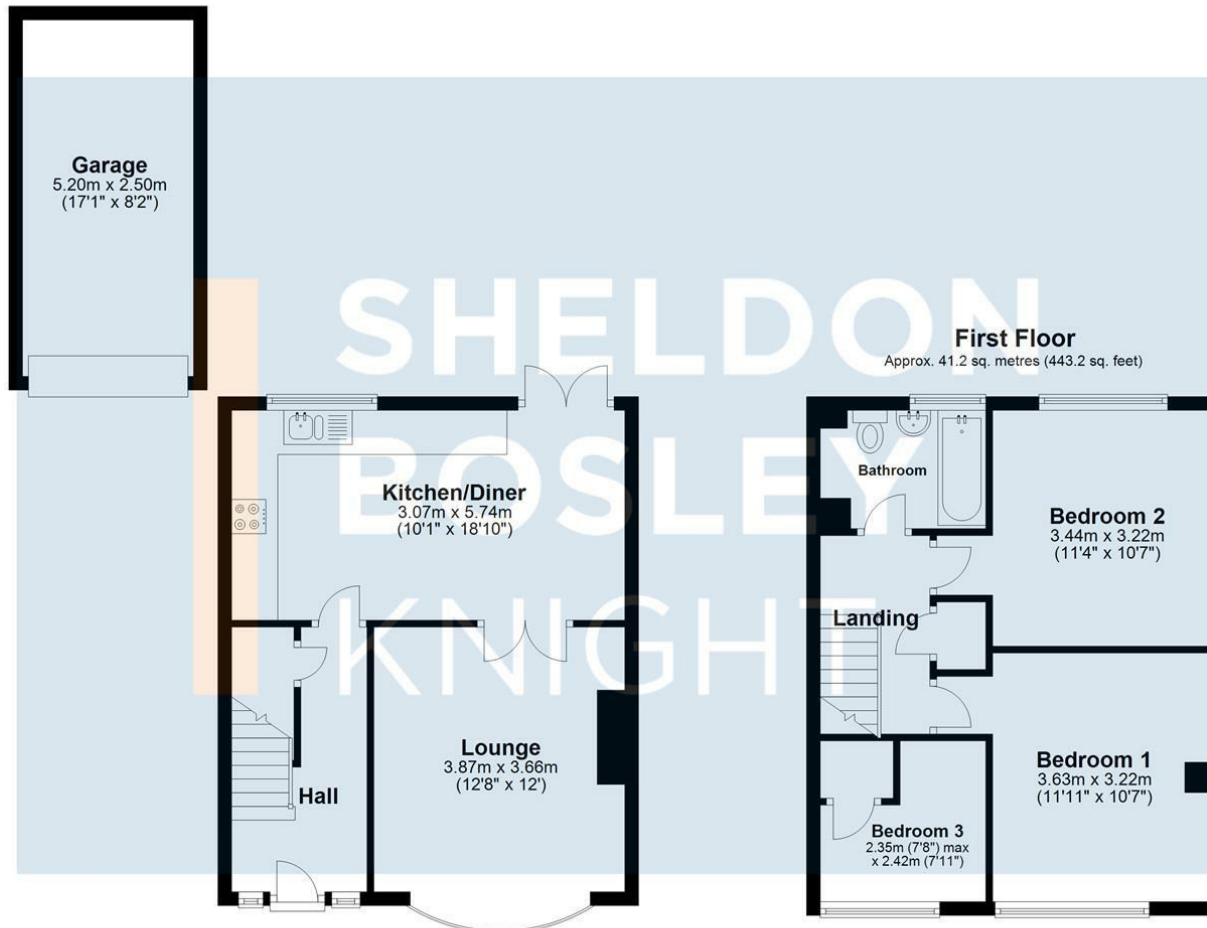 Garage
5.20m x 2.50m
(17'1" x 8'2")
SHELDON
BOSLEY
KNIGHT
First Floor
Approx. 41.2 sq. metres (443.2 sq. feet)
Kitchen/Diner
3.07m x 5.74m
(10'1" x 18'10")
Lounge
3.87m x 3.66m
(12'8" x 12')
Hall
Bathroom
Bedroom 2
3.44m x 3.22m
(11'4" x 10'7")
Landing
Bedroom 1
3.63m x 3.22m
(11'11" x 10'7")
Bedroom 3
2.35m (7'8") max
x 2.42m (7'11")